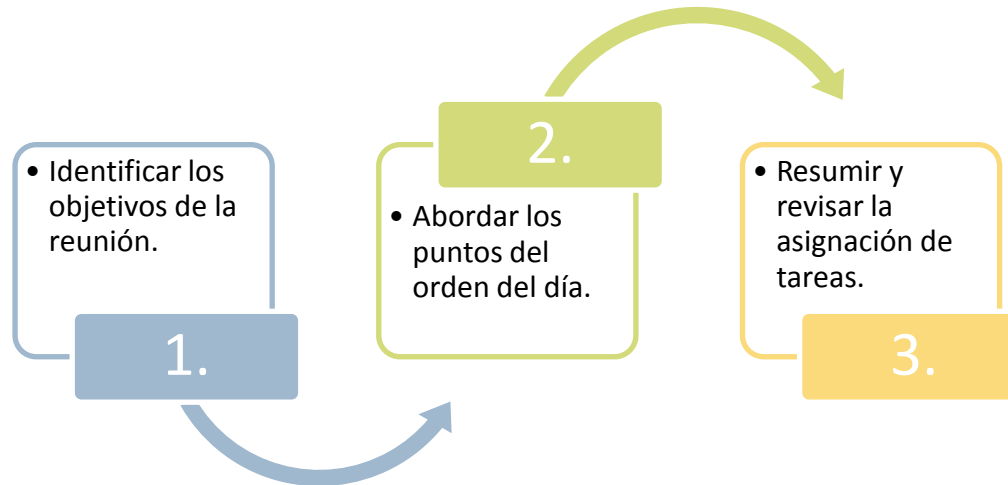 • Identificar los
objetivos de la
reunión.
1.
2.
• Abordar los
puntos del
orden del día.
• Resumir y
revisar la
asignación de
tareas.
3.